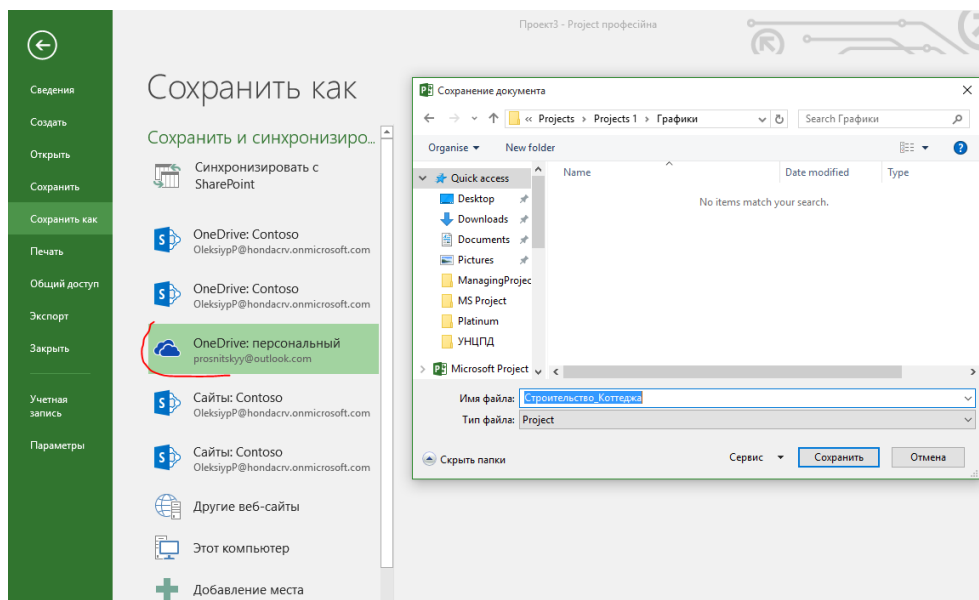 Проект3 - Project професійна
Сведения
Создать
Открыть
Сохранить
Сохранить как
Печать
Общий доступ
Экспорт
Закрыть
Учетная
запись
Параметры
Сохранить как
Сохранить и синхронизиро...
Синхронизировать с
SharePoint
OneDrive: Contoso
OleksiypP@hondacrv.onmicrosoft.com
OneDrive: Contoso
OleksiypP@hondacrv.onmicrosoft.com
OneDrive: персональный
prosnitskyy@outlook.com
Сайты: Contoso
OleksiypP@hondacrv.onmicrosoft.com
Сайты: Contoso
OleksiypP@hondacrv.onmicrosoft.com
Другие веб-сайты
Этот компьютер
Добавление места
Сохранение документа
« Projects › Projects 1 › Графики
Search Графики
Organise New folder
Name Date modified Type
No items match your search.
Quick access
Desktop
Downloads
Documents
Pictures
ManagingProjec
MS Project
Platinum
УНЦПД
Microsoft Project
Имя файла: Строительство_Коттеджа
Тип файла: Project
Скрыть папки Сервис Сохранить Отмена